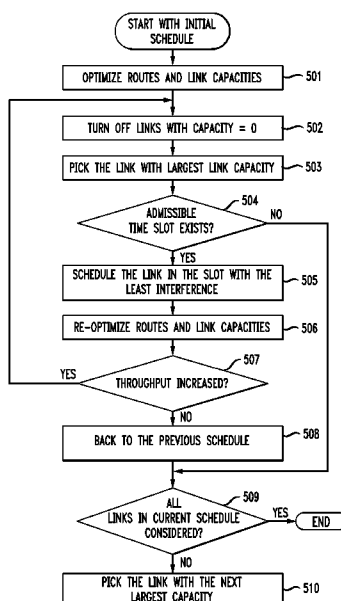 START WITH INITIAL
SCHEDULE
OPTIMIZE ROUTES AND LINK CAPACITIES
501
TURN OFF LINKS WITH CAPACITY = 0
502
PICK THE LINK WITH LARGEST LINK CAPACITY
503
504
ADMISSIBLE
TIME SLOT EXISTS?
NO
YES
SCHEDULE THE LINK IN THE SLOT WITH THE
LEAST INTERFERENCE
505
RE-OPTIMIZE ROUTES AND LINK CAPACITIES
506
507
YES
THROUGHPUT INCREASED?
NO
BACK TO THE PREVIOUS SCHEDULE
508
509
ALL
LINKS IN CURRENT SCHEDULE
CONSIDERED?
YES
END
NO
PICK THE LINK WITH THE NEXT
LARGEST CAPACITY
510